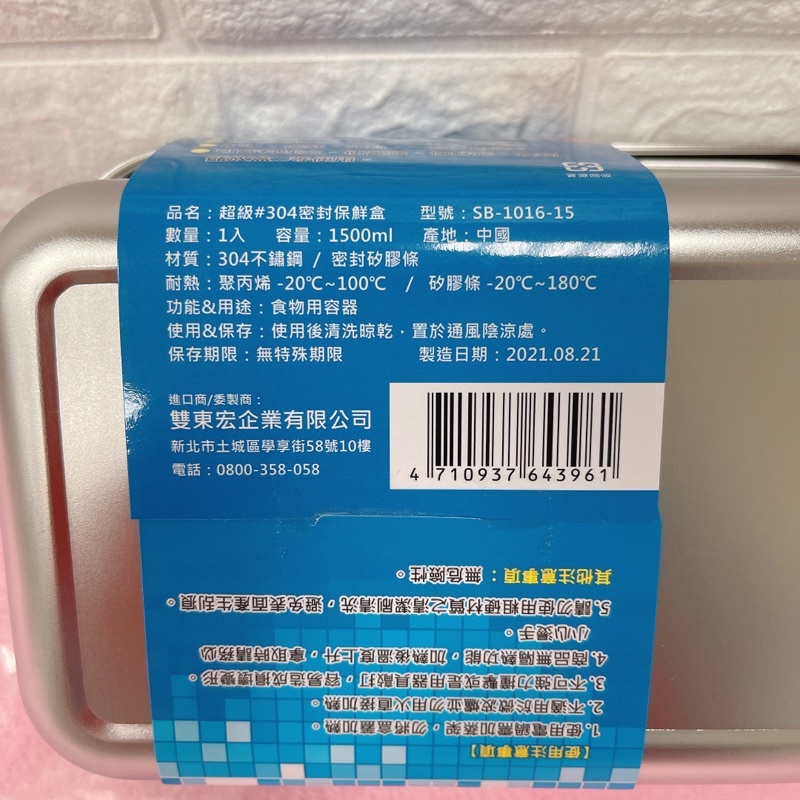 資源回收
品名：超級#304密封保鮮盒 型號：SB-1016-15
數量：1入 容量：1500ml 產地：中國
材質：304不鏽鋼 / 密封矽膠條
耐熱：聚丙烯 -20℃~100℃ / 矽膠條 -20℃~180℃
功能&用途：食物用容器
使用&保存：使用後清洗晾乾，置於通風陰涼處。
保存期限：無特殊期限 製造日期：2021.08.21
進口商/委製商：
雙東宏企業有限公司
新北市土城區學享街58號10樓
電話：0800-358-058
4 710937 643961
【使用注意事項】
1. 使用電鍋需加蒸架，勿將盒蓋加熱。
2. 不適用於微波爐並勿用火直接加熱。
3. 不可強力撞擊或是用器具敲打，容易造成損壞變形。
4. 商品無隔熱功能，加熱後溫度上升，拿取時請務必
小心燙手。
5. 請勿使用粗硬材質之清潔刷清洗，避免表面產生刮痕。
其他注意事項：無危險性。